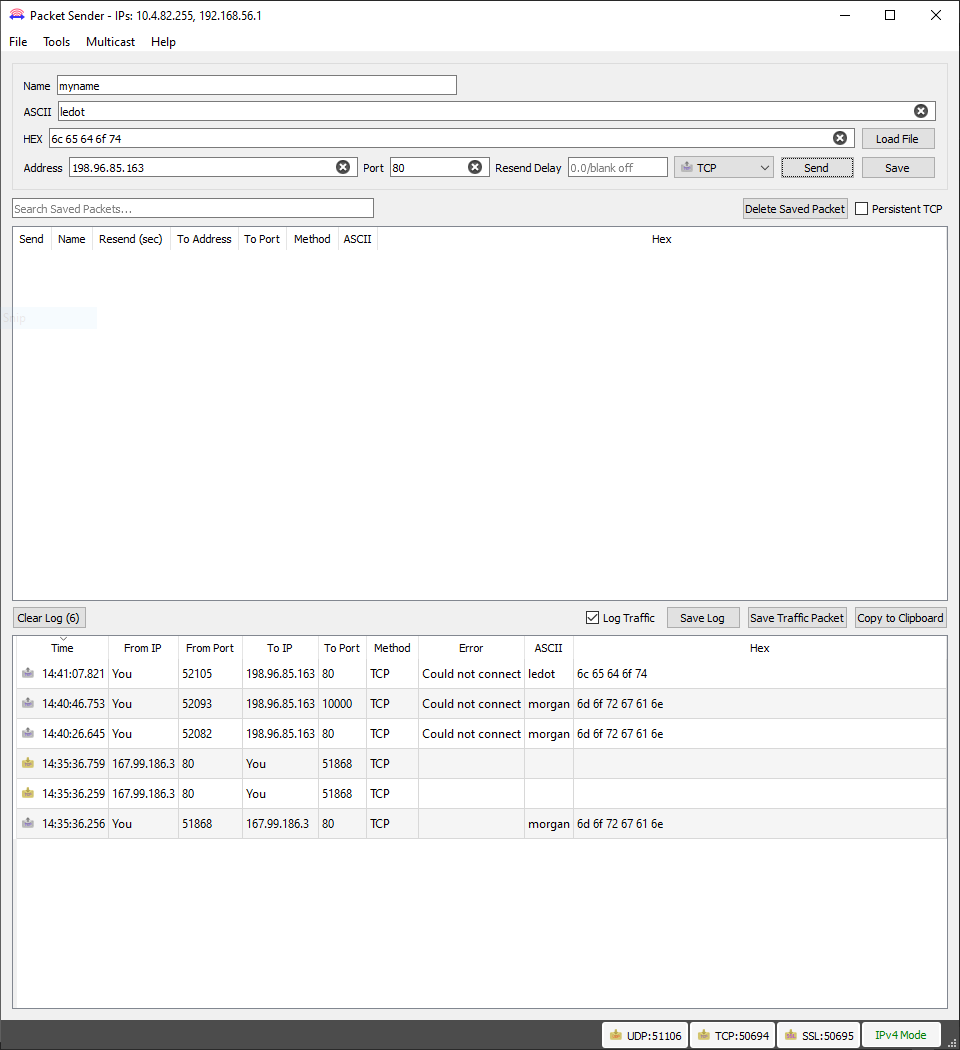 Packet Sender - IPs: 10.4.82.255, 192.168.56.1
File Tools Multicast Help
Name myname
ASCII ledot
HEX 6c 65 64 6f 74 Load File
Address 198.96.85.163 Port 80 Resend Delay 0.0/blank off TCP Send Save
Search Saved Packets... Delete Saved Packet Persistent TCP
Send Name Resend (sec) To Address To Port Method ASCII Hex
Snip
Clear Log (6) Log Traffic Save Log Save Traffic Packet Copy to Clipboard
Time From IP From Port To IP To Port Method Error ASCII Hex
14:41:07.821 You 52105 198.96.85.163 80 TCP Could not connect ledot 6c 65 64 6f 74
14:40:46.753 You 52093 198.96.85.163 10000 TCP Could not connect morgan 6d 6f 72 67 61 6e
14:40:26.645 You 52082 198.96.85.163 80 TCP Could not connect morgan 6d 6f 72 67 61 6e
14:35:36.759 167.99.186.3 80 You 51868 TCP
14:35:36.259 167.99.186.3 80 You 51868 TCP
14:35:36.256 You 51868 167.99.186.3 80 TCP morgan 6d 6f 72 67 61 6e
UDP:51106 TCP:50694 SSL:50695 IPv4 Mode